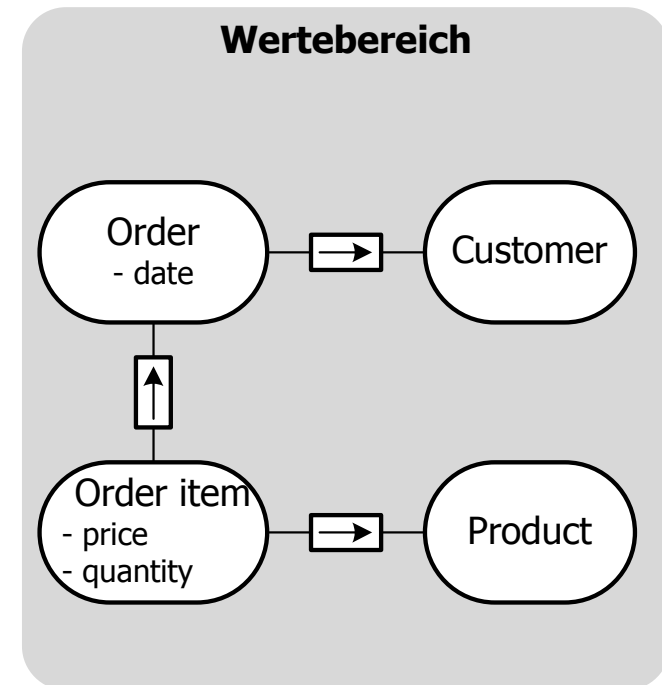 Wertebereich
Order
- date
Customer
Order item
- price
- quantity
Product